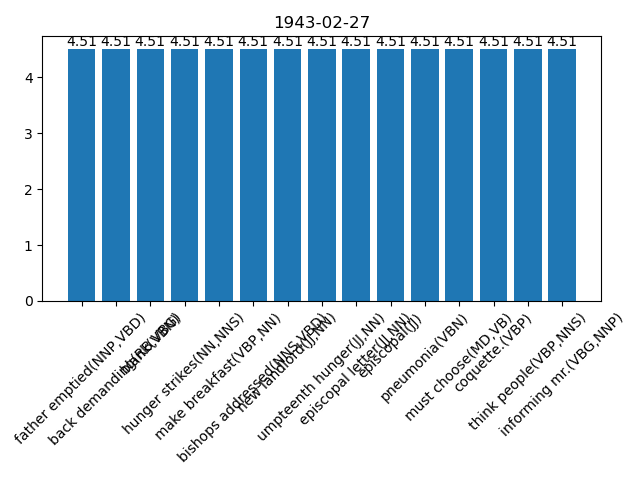 1943-02-27
4.51 4.51 4.51 4.51 4.51 4.51 4.51 4.51 4.51 4.51 4.51 4.51 4.51 4.51 4.51
4
3
2
1
0
father emptied(NNP,VBD)
back demanding(RB,VBG)
hunger strikes(NN,NNS)
make breakfast(VBP,NN)
bishops addressed(NNS,VBD)
new landlord(JJ,NN)
umpteenth hunger(JJ,NN)
episcopal letter(JJ,NN)
episcopal(JJ)
pneumonia(VBN)
must choose(MD,VB)
coquette.(VBP)
think people(VBP,NNS)
informing mr.(VBG,NNP)